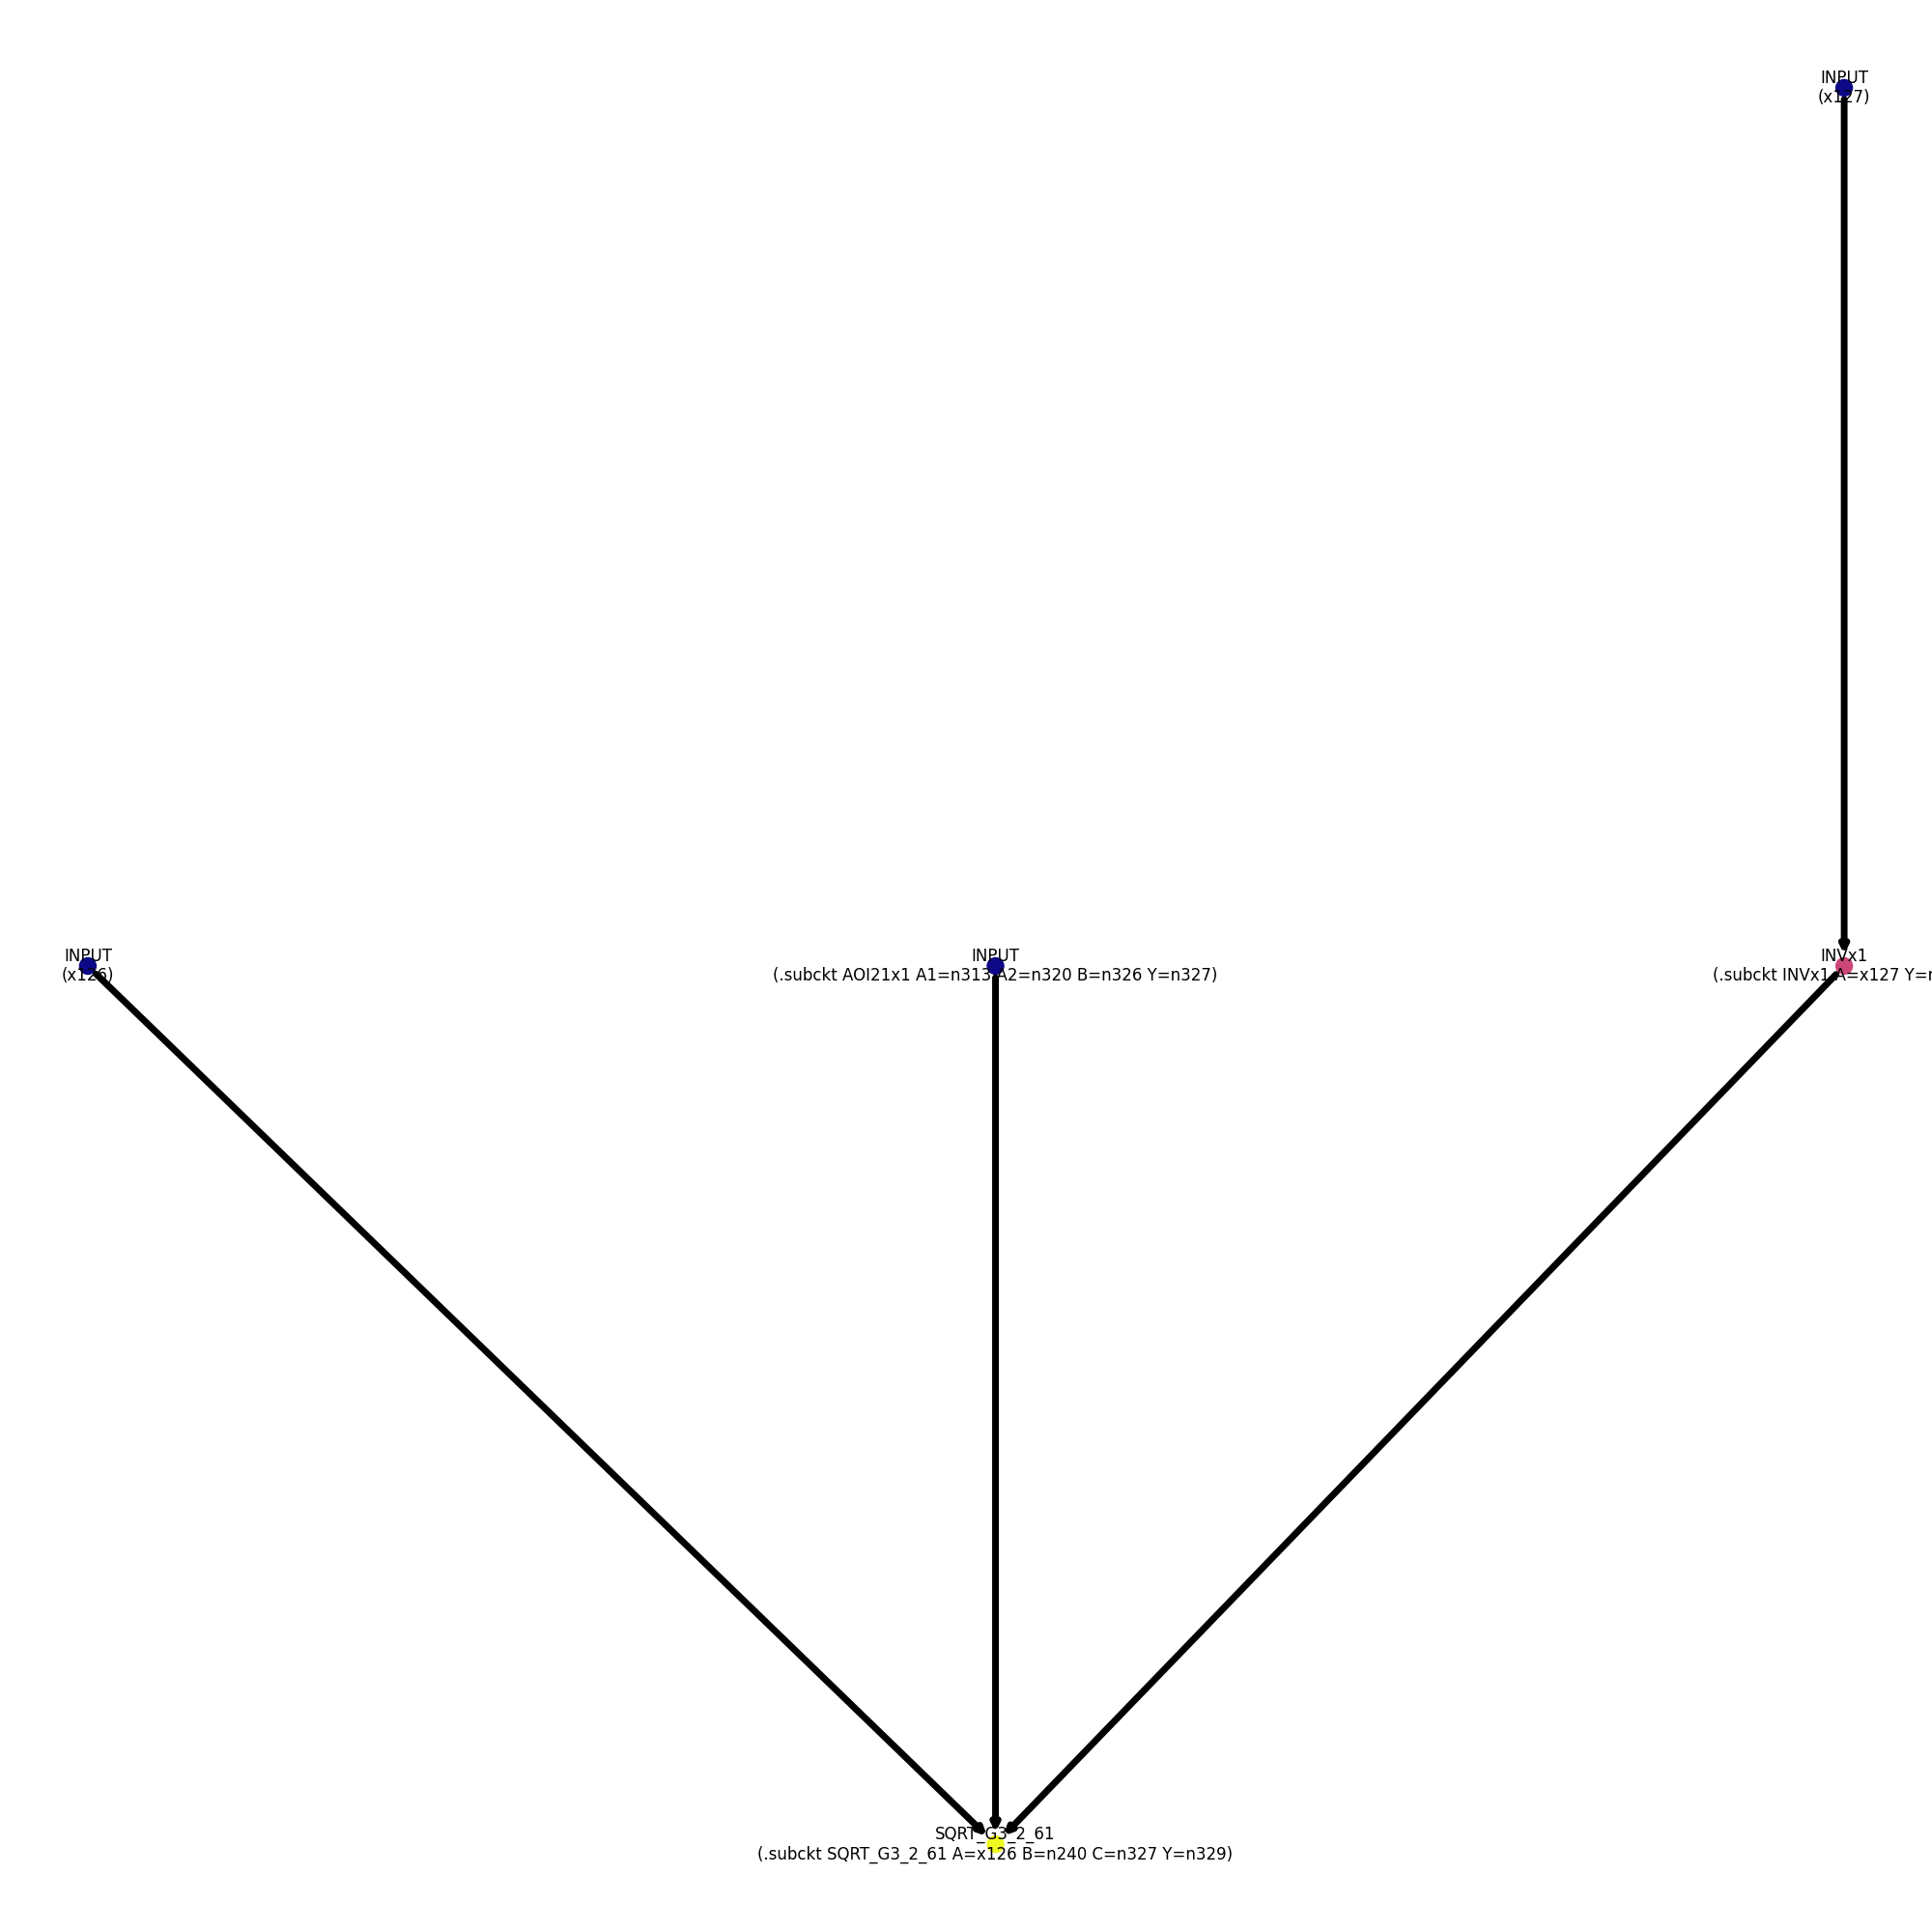 INPUT
(x127)
INPUT
(x126)
INPUT
(.subckt AOI21x1 A1=n313 A2=n320 B=n326 Y=n327)
INVx1
(.subckt INVx1 A=x127 Y=
SQRT_G3_2_61
(.subckt SQRT_G3_2_61 A=x126 B=n240 C=n327 Y=n329)